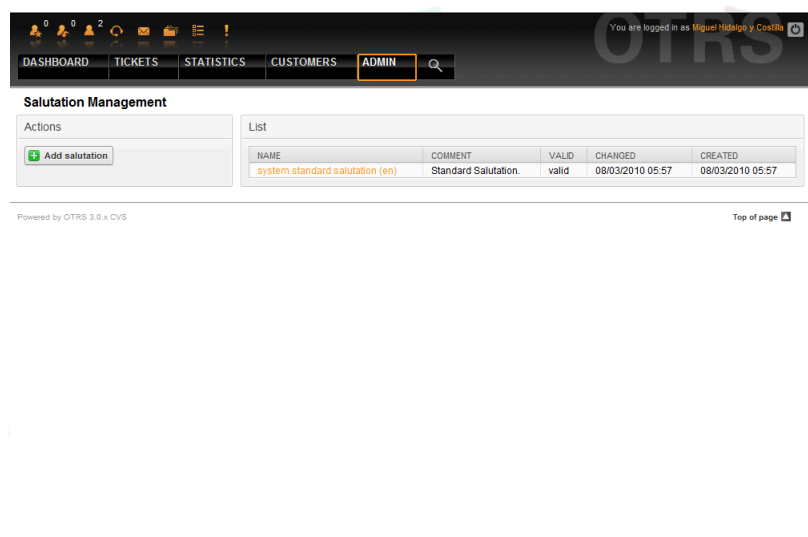 0 0 2
You are logged in as Miguel Hidalgo y Costilla
OTRS
DASHBOARD TICKETS STATISTICS CUSTOMERS ADMIN
Salutation Management
Actions
Add salutation
List
NAME COMMENT VALID CHANGED CREATED
system standard salutation (en) Standard Salutation. valid 08/03/2010 05:57 08/03/2010 05:57
Powered by OTRS 3.0.x CVS
Top of page